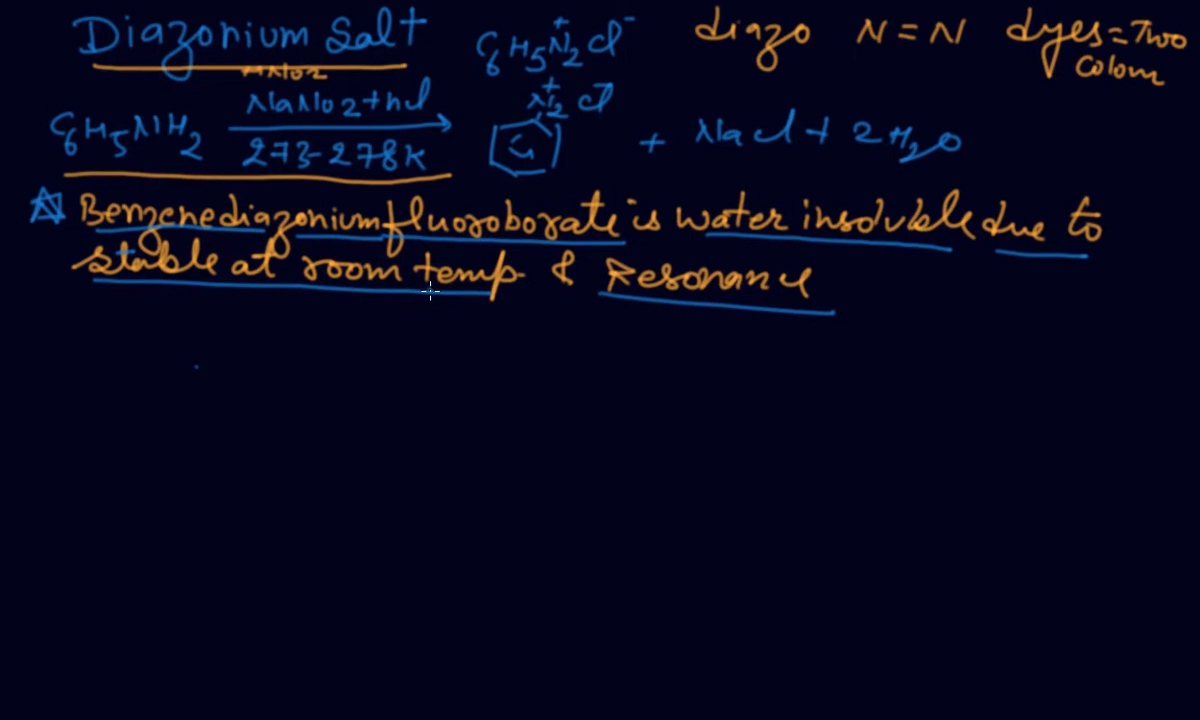 Diazonium Salt C6H5N2+Cl- diazo N=N dyes=Two Colour
HNO2
C6H5NH2 NaNO2+HCl 273-278K N2+Cl- + NaCl + 2H2O
Benzenediazoniumfluoroborate is water insoluble due to
stable at room temp & Resonance